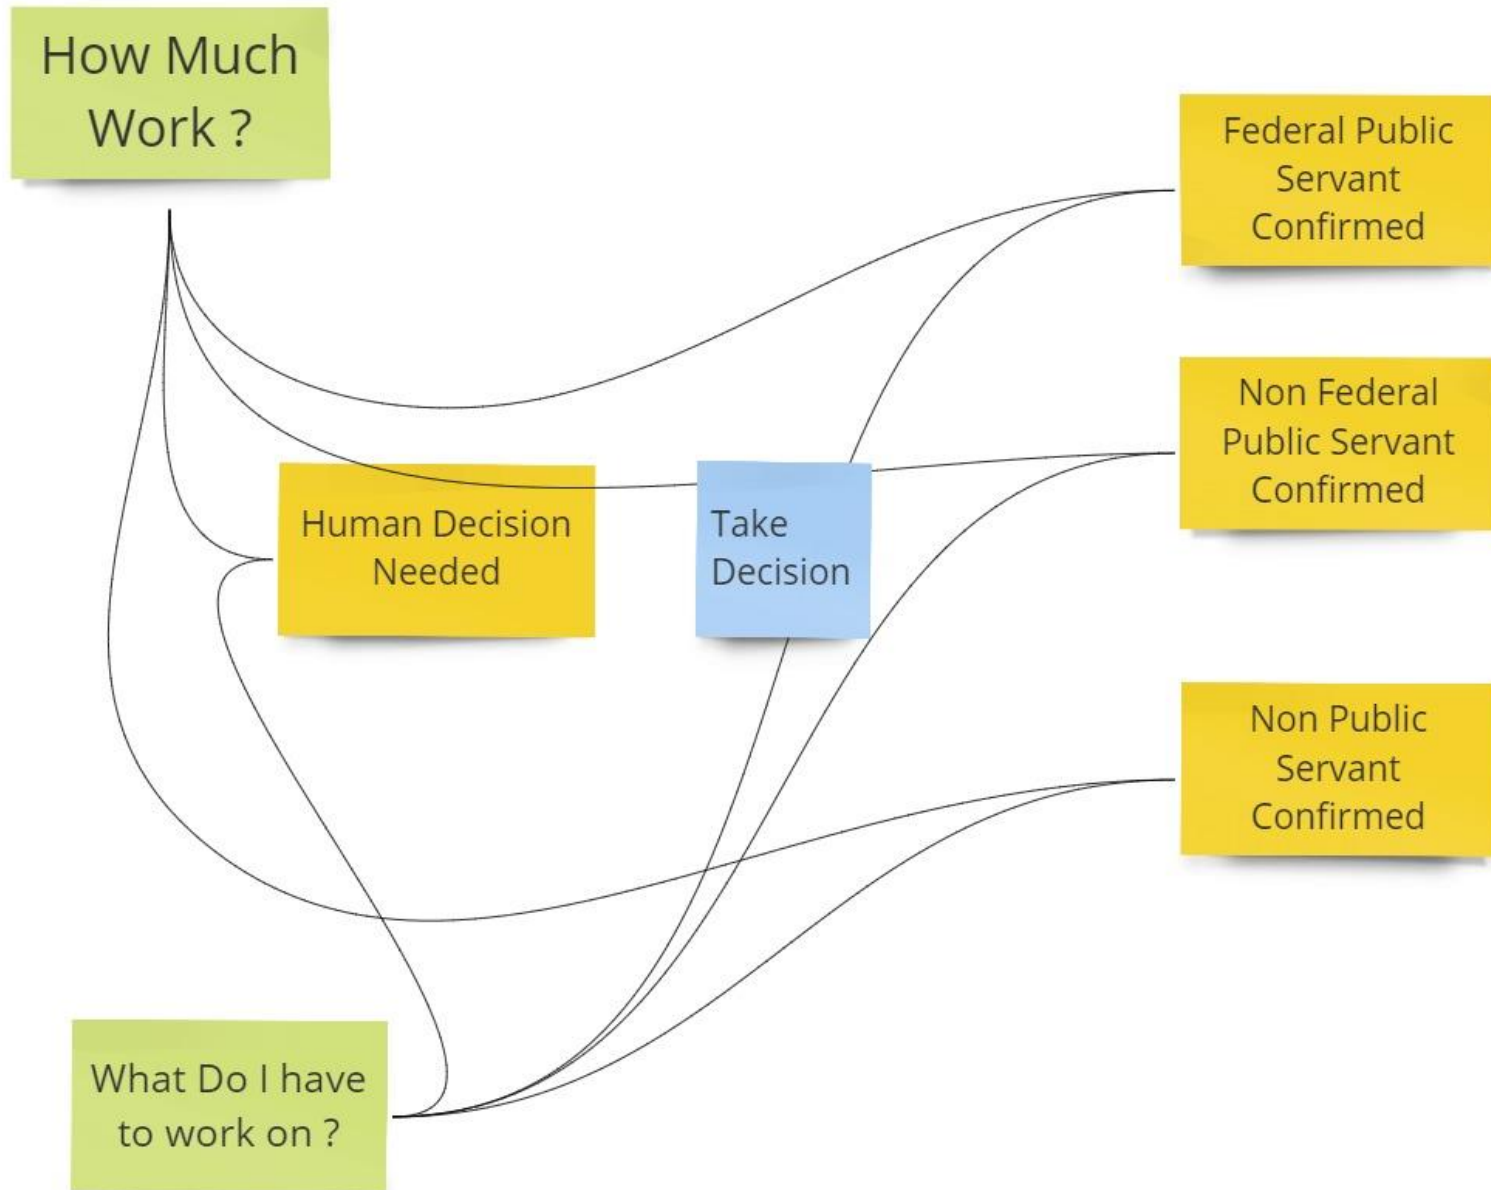 How Much
Work ?
Federal Public
Servant
Confirmed
Non Federal
Public Servant
Confirmed
Human Decision
Needed
Take
Decision
Non Public
Servant
Confirmed
What Do I have
to work on ?